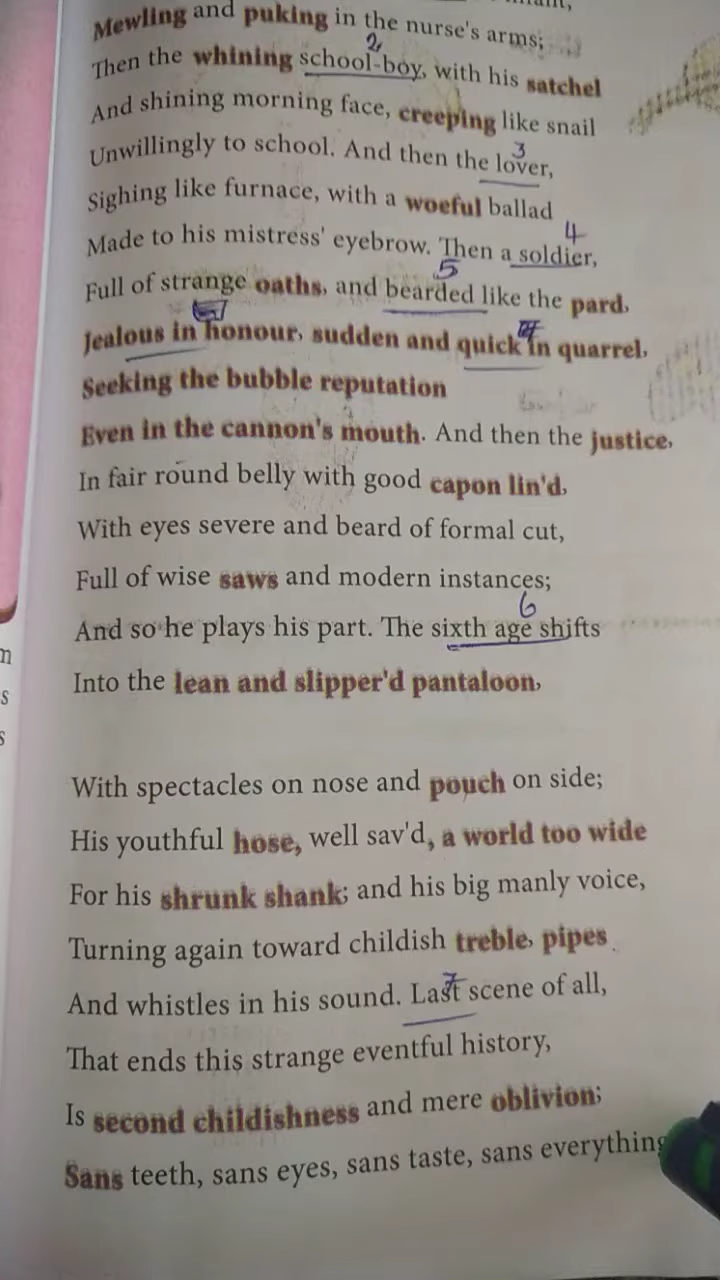 Mewling and puking in the nurse's arms;
2
Then the whining school-boy, with his satchel
And shining morning face, creeping like snail
3
Unwillingly to school. And then the lover,
Sighing like furnace, with a woeful ballad
4
Made to his mistress' eyebrow. Then a soldier,
5
Full of strange oaths, and bearded like the pard,
Jealous in honour, sudden and quick in quarrel,
Seeking the bubble reputation
Even in the cannon's mouth. And then the justice,
In fair round belly with good capon lin'd,
With eyes severe and beard of formal cut,
Full of wise saws and modern instances;
6
And so he plays his part. The sixth age shifts
Into the lean and slipper'd pantaloon,
With spectacles on nose and pouch on side;
His youthful hose, well sav'd, a world too wide
For his shrunk shank; and his big manly voice,
Turning again toward childish treble, pipes
7
And whistles in his sound. Last scene of all,
That ends this strange eventful history,
Is second childishness and mere oblivion;
Sans teeth, sans eyes, sans taste, sans everything
n
s
s